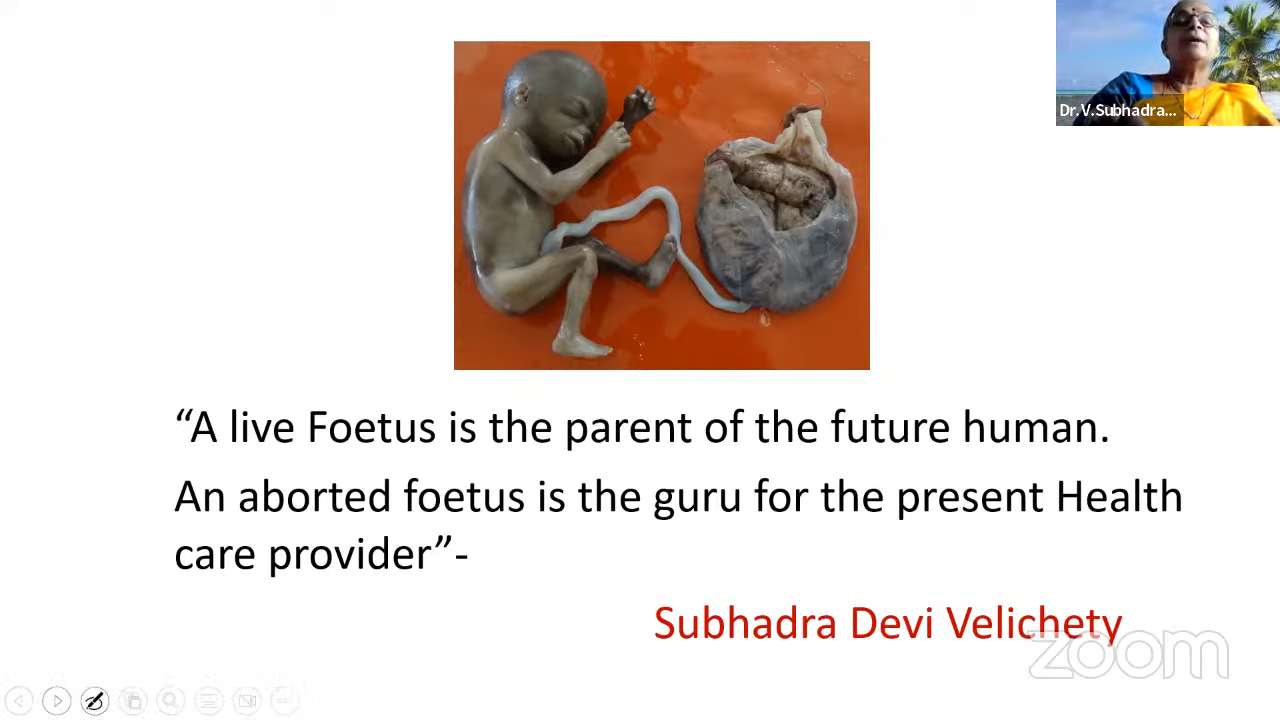 Dr.V.Subhadra...
“A live Foetus is the parent of the future human.
An aborted foetus is the guru for the present Health
care provider”-
Subhadra Devi Velichety
zoom